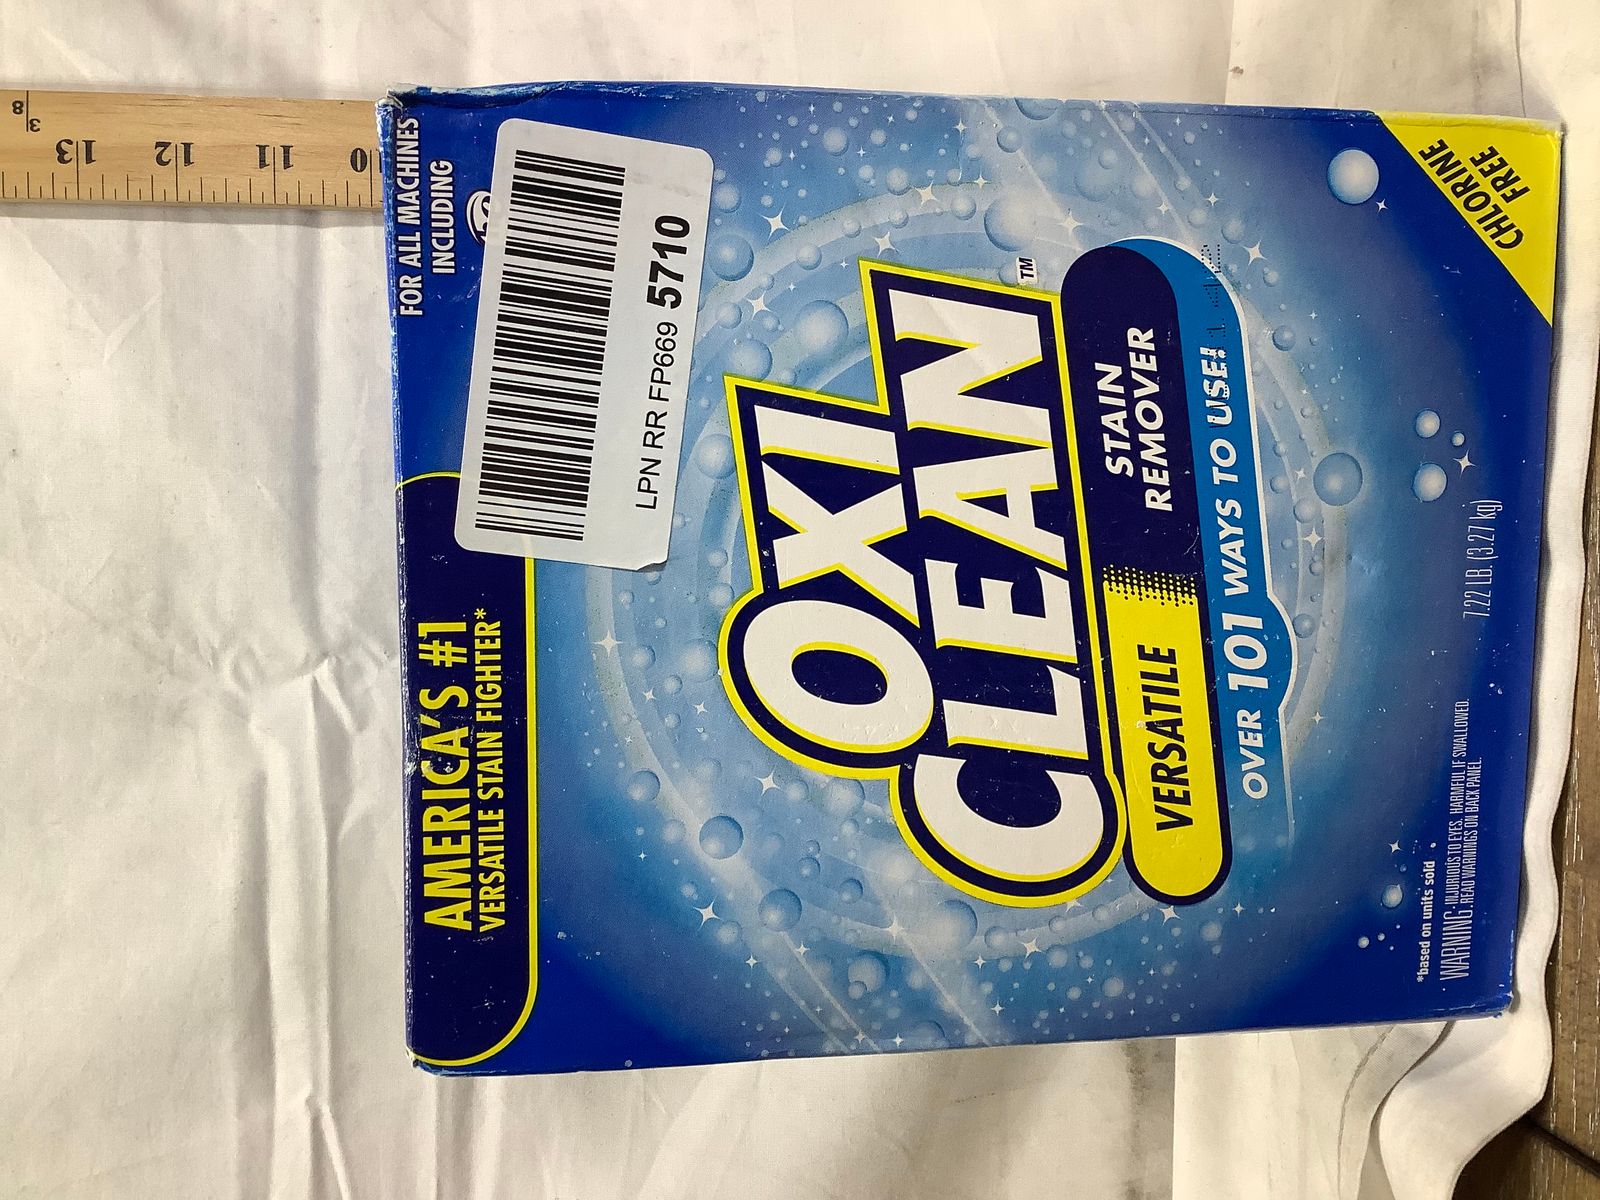 FOR ALL MACHINES
INCLUDING
AMERICA'S #1
VERSATILE STAIN FIGHTER*
LPN RR FP669 5710
OXI
CLEAN™
VERSATILE
STAIN
REMOVER
OVER 101 WAYS TO USE!
CHLORINE
FREE
*based on units sold
WARNING: INJURIOUS TO EYES. HARMFUL IF SWALLOWED.
READ WARNINGS ON BACK PANEL.
7.22 LB. (3.27 kg)
13
12
11
10
3
8